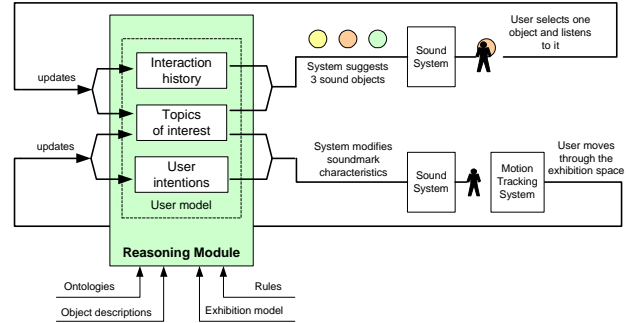 Interaction
history
updates
System suggests
3 sound objects
Sound
System
User selects one
object and listens
to it
Topics
of interest
updates
User
intentions
User model
System modifies
soundmark
characteristics
Sound
System
Motion
Tracking
System
User moves
through the
exhibition space
Reasoning Module
Ontologies
Rules
Object descriptions
Exhibition model